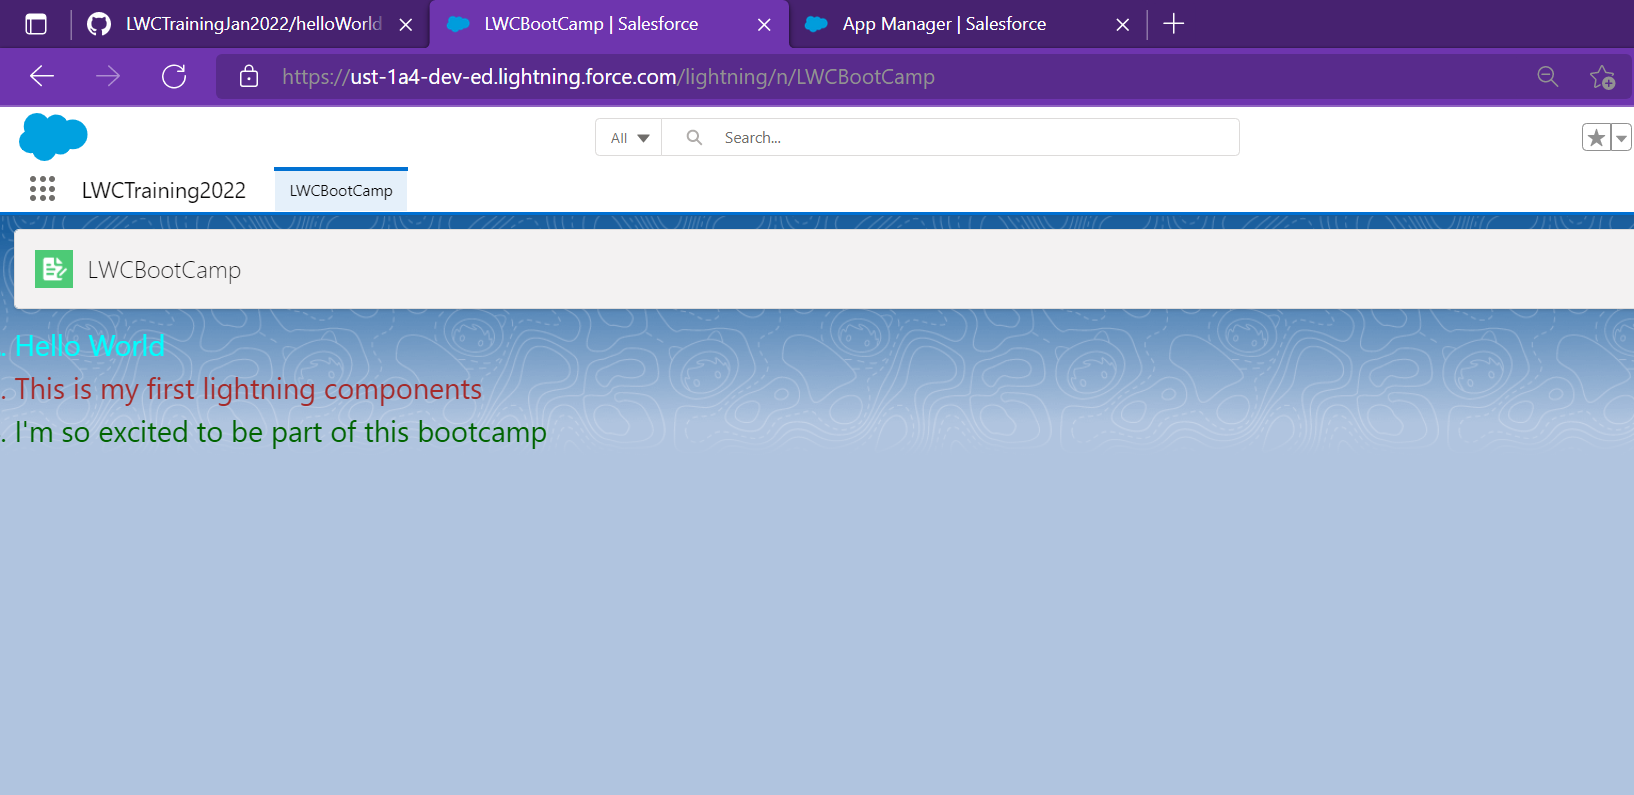 LWCTrainingJan2022/helloWorld
LWCBootCamp | Salesforce
App Manager | Salesforce
https://ust-1a4-dev-ed.lightning.force.com/lightning/n/LWCBootCamp
All
Search...
LWCTraining2022
LWCBootCamp
LWCBootCamp
. Hello World
. This is my first lightning components
. I'm so excited to be part of this bootcamp